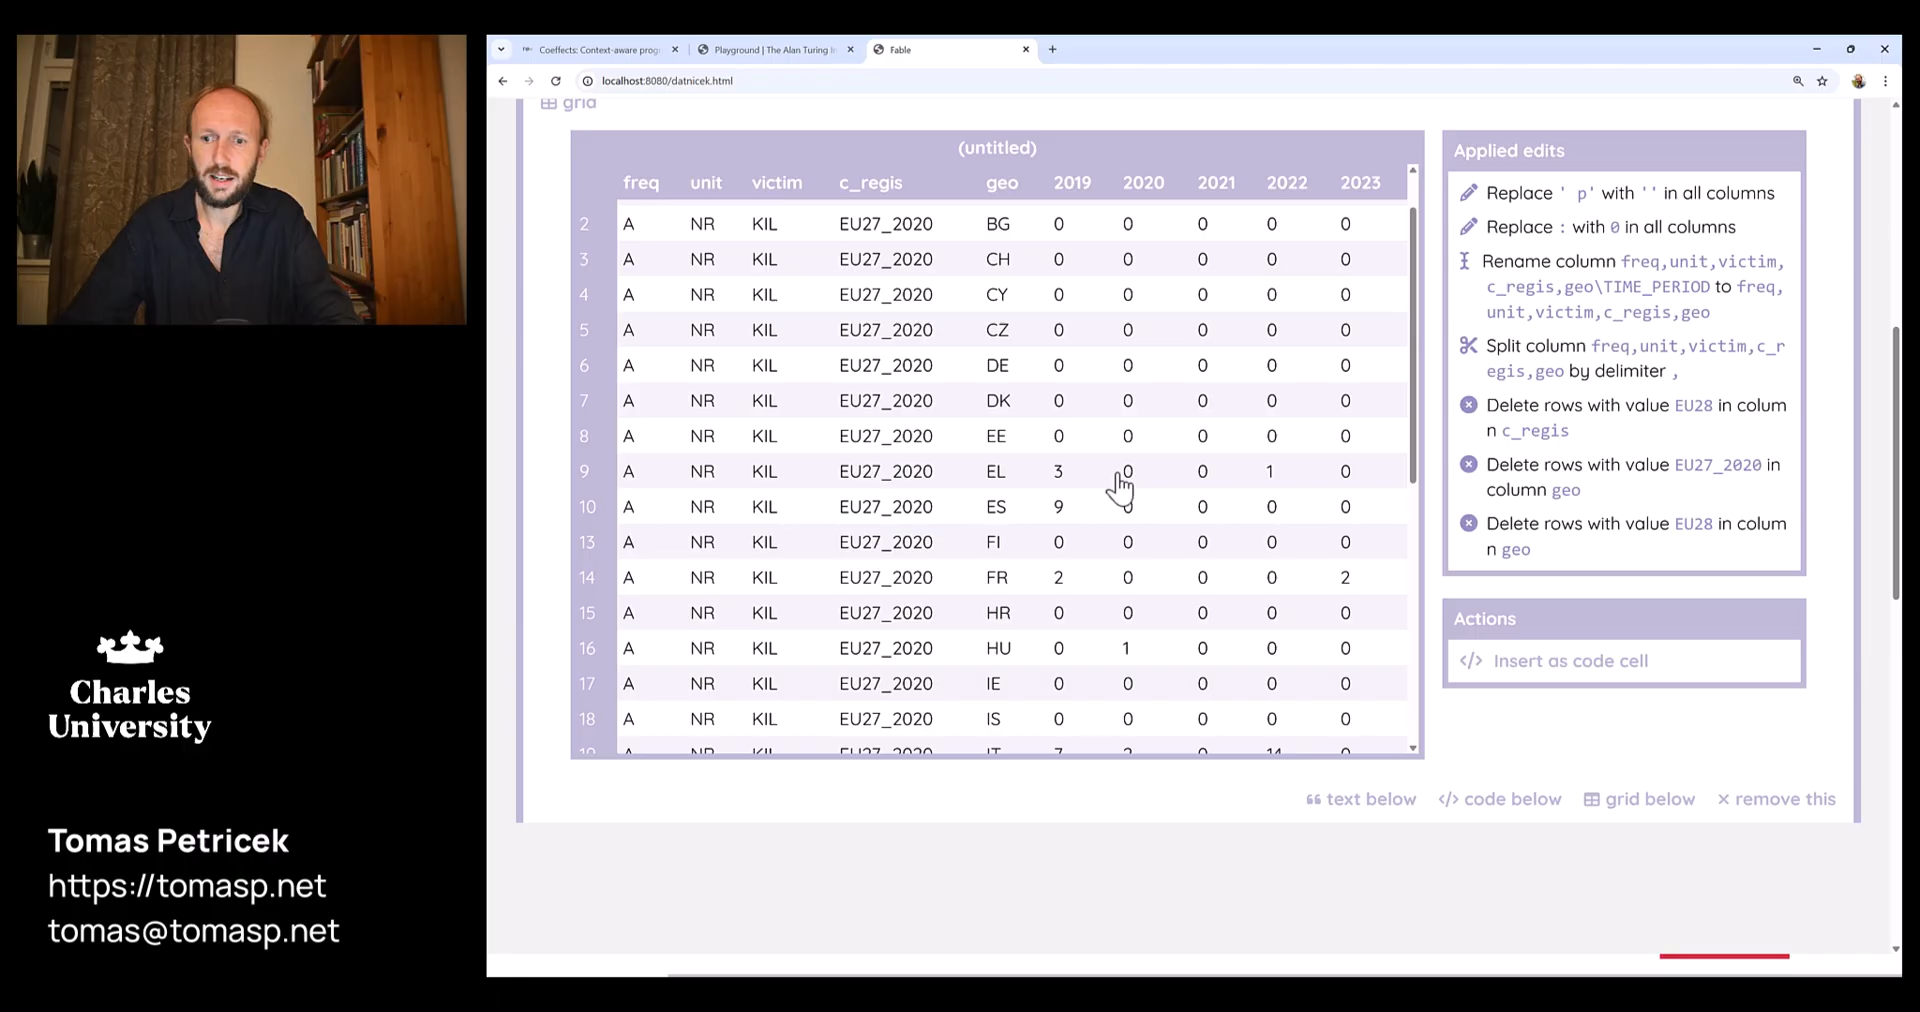 Coeffects: Context-aware prog
Playground | The Alan Turing In
Fable
localhost:8080/datnicek.html
grid
(untitled)
freq unit victim c_regis geo 2019 2020 2021 2022 2023
2 A NR KIL EU27_2020 BG 0 0 0 0 0
3 A NR KIL EU27_2020 CH 0 0 0 0 0
4 A NR KIL EU27_2020 CY 0 0 0 0 0
5 A NR KIL EU27_2020 CZ 0 0 0 0 0
6 A NR KIL EU27_2020 DE 0 0 0 0 0
7 A NR KIL EU27_2020 DK 0 0 0 0 0
8 A NR KIL EU27_2020 EE 0 0 0 0 0
9 A NR KIL EU27_2020 EL 3 0 0 1 0
10 A NR KIL EU27_2020 ES 9 0 0 0 0
13 A NR KIL EU27_2020 FI 0 0 0 0 0
14 A NR KIL EU27_2020 FR 2 0 0 0 2
15 A NR KIL EU27_2020 HR 0 0 0 0 0
16 A NR KIL EU27_2020 HU 0 1 0 0 0
17 A NR KIL EU27_2020 IE 0 0 0 0 0
18 A NR KIL EU27_2020 IS 0 0 0 0 0
19 A NR KIL EU27_2020 IT 7 2 0 14 0
Applied edits
Replace ' p' with '' in all columns
Replace : with 0 in all columns
Rename column freq,unit,victim,
c_regis,geo\TIME_PERIOD to freq,
unit,victim,c_regis,geo
Split column freq,unit,victim,c_r
egis,geo by delimiter ,
Delete rows with value EU28 in colum
n c_regis
Delete rows with value EU27_2020 in
column geo
Delete rows with value EU28 in colum
n geo
Actions
</> Insert as code cell
text below </> code below grid below × remove this
Charles
University
Tomas Petricek
https://tomasp.net
tomas@tomasp.net